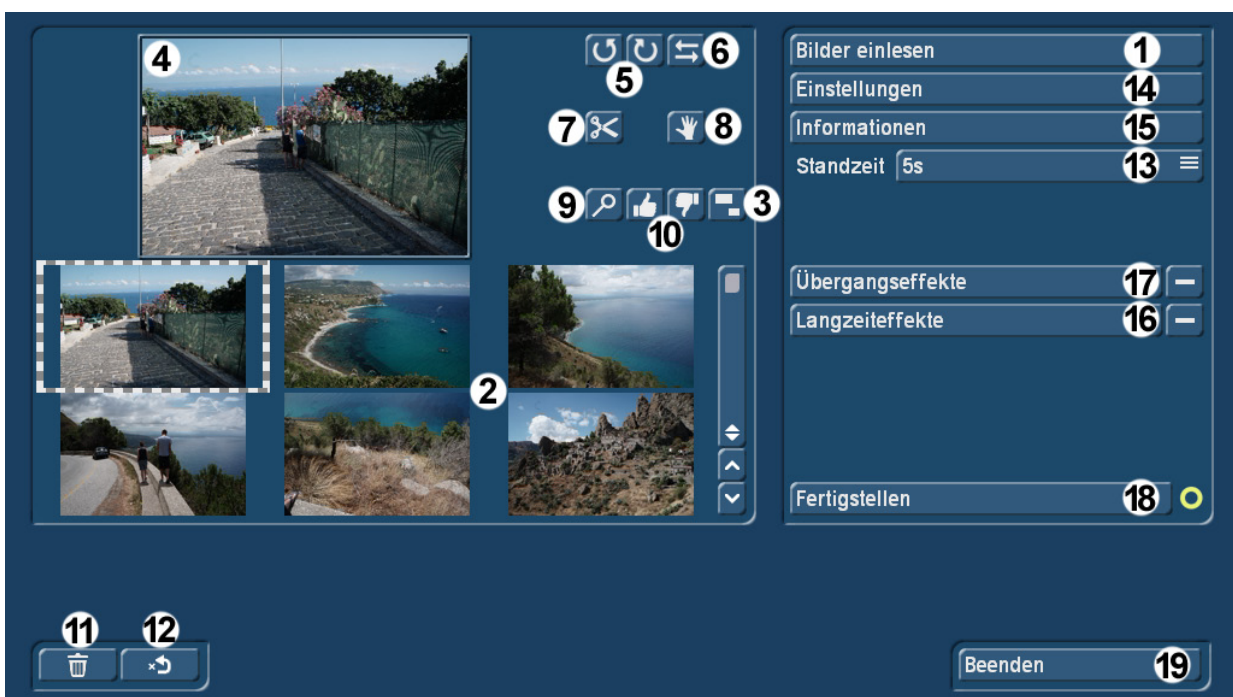 4
5
6
7
8
9
10
3
2
11
12
Bilder einlesen 1
Einstellungen 14
Informationen 15
Standzeit 5s 13
Übergangseffekte 17
Langzeiteffekte 16
Fertigstellen 18
Beenden 19